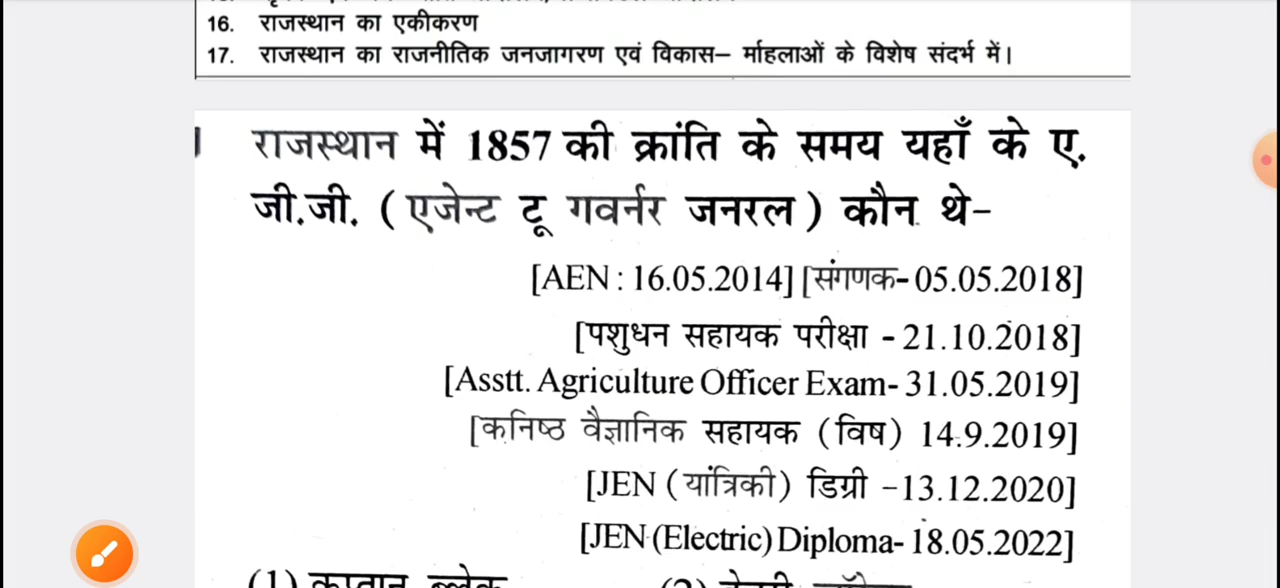 16. राजस्थान का एकीकरण
17. राजस्थान का राजनीतिक जनजागरण एवं विकास– र्माहलाओं के विशेष संदर्भ में।
राजस्थान में 1857 की क्रांति के समय यहाँ के ए.
जी.जी. ( एजेन्ट टू गवर्नर जनरल ) कौन थे-
[AEN : 16.05.2014] [संगणक- 05.05.2018]
[पशुधन सहायक परीक्षा - 21.10.2018]
[Asstt. Agriculture Officer Exam- 31.05.2019]
[कनिष्ठ वैज्ञानिक सहायक (विष) 14.9.2019]
[JEN (यांत्रिकी) डिग्री -13.12.2020]
[JEN (Electric) Diploma- 18.05.2022]
(1) कप्तान ब्लेक